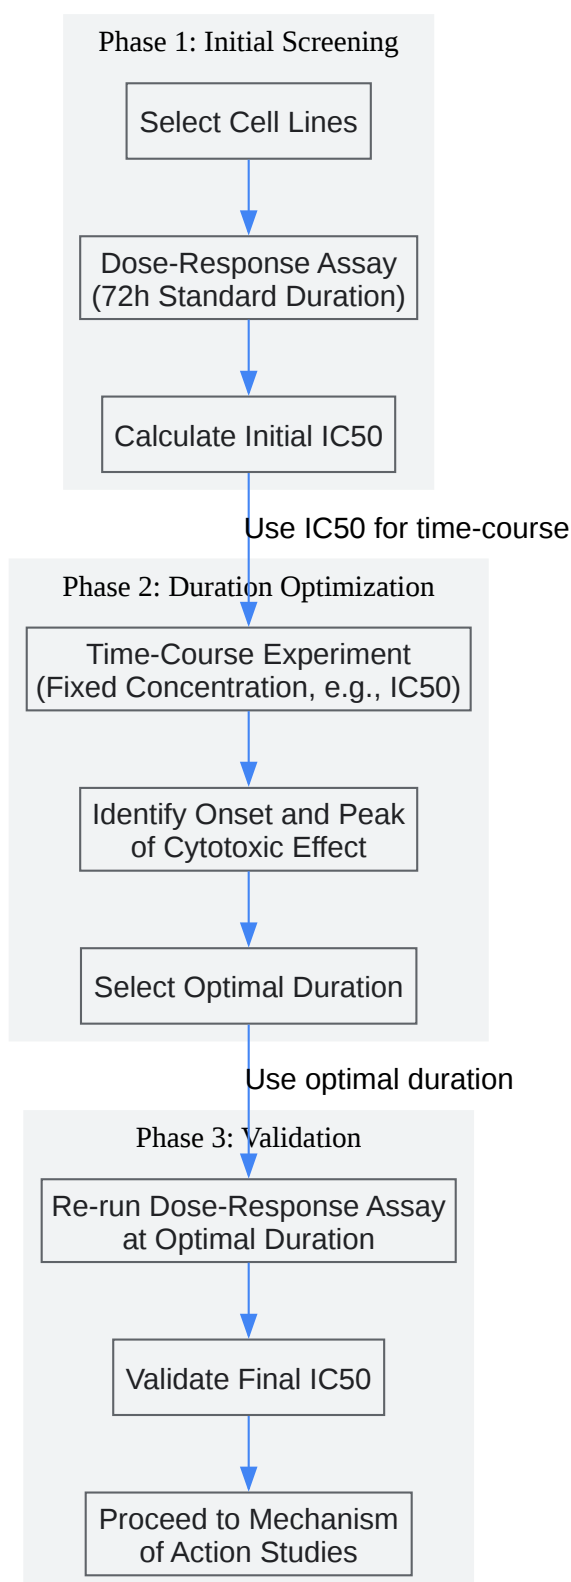 Phase 1: Initial Screening
Select Cell Lines
Dose-Response Assay
(72h Standard Duration)
Calculate Initial IC50
Use IC50 for time-course
Phase 2: Duration Optimization
Time-Course Experiment
(Fixed Concentration, e.g., IC50)
Identify Onset and Peak
of Cytotoxic Effect
Select Optimal Duration
Use optimal duration
Phase 3: Validation
Re-run Dose-Response Assay
at Optimal Duration
Validate Final IC50
Proceed to Mechanism
of Action Studies